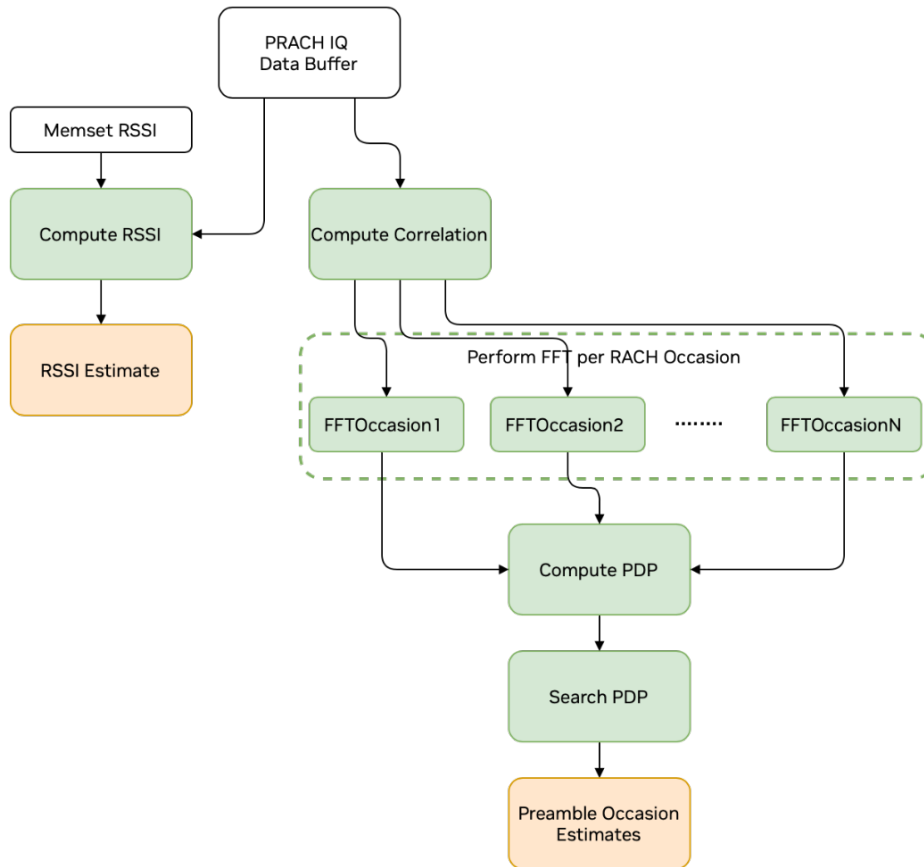 PRACH IQ
Data Buffer
Memset RSSI
Compute RSSI
Compute Correlation
RSSI Estimate
Perform FFT per RACH Occasion
FFTOccasion1
FFTOccasion2
........
FFTOccasionN
Compute PDP
Search PDP
Preamble Occasion
Estimates